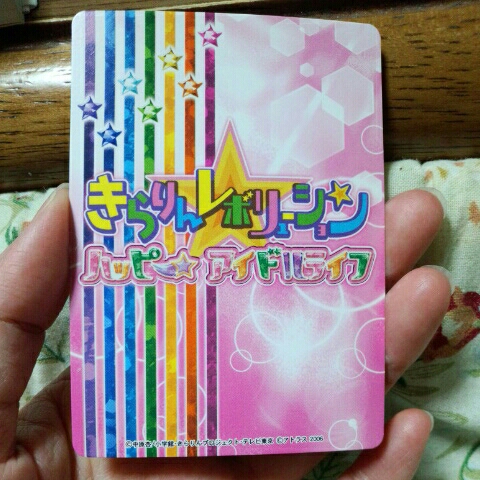 きらりんレボリューション
ハッピー☆アイドルライフ
©中原杏/小学館・きらりんプロジェクト・テレビ東京 ©アトラス 2006